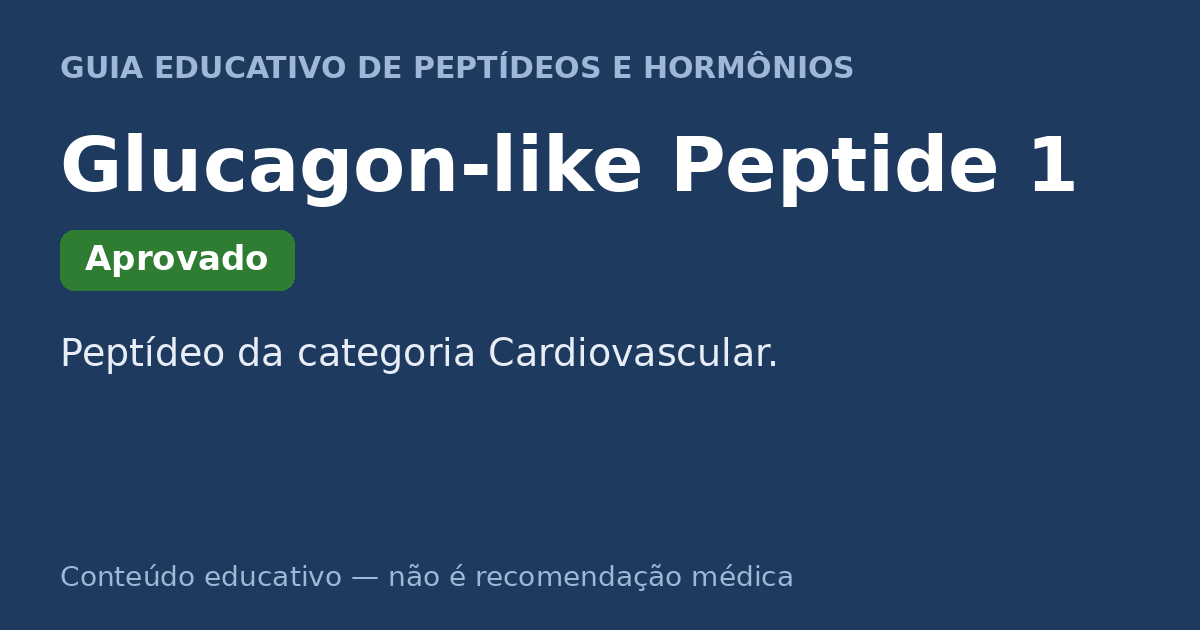 GUIA EDUCATIVO DE PEPTÍDEOS E HORMÔNIOS
Glucagon-like Peptide 1
Aprovado
Peptídeo da categoria Cardiovascular.
Conteúdo educativo — não é recomendação médica